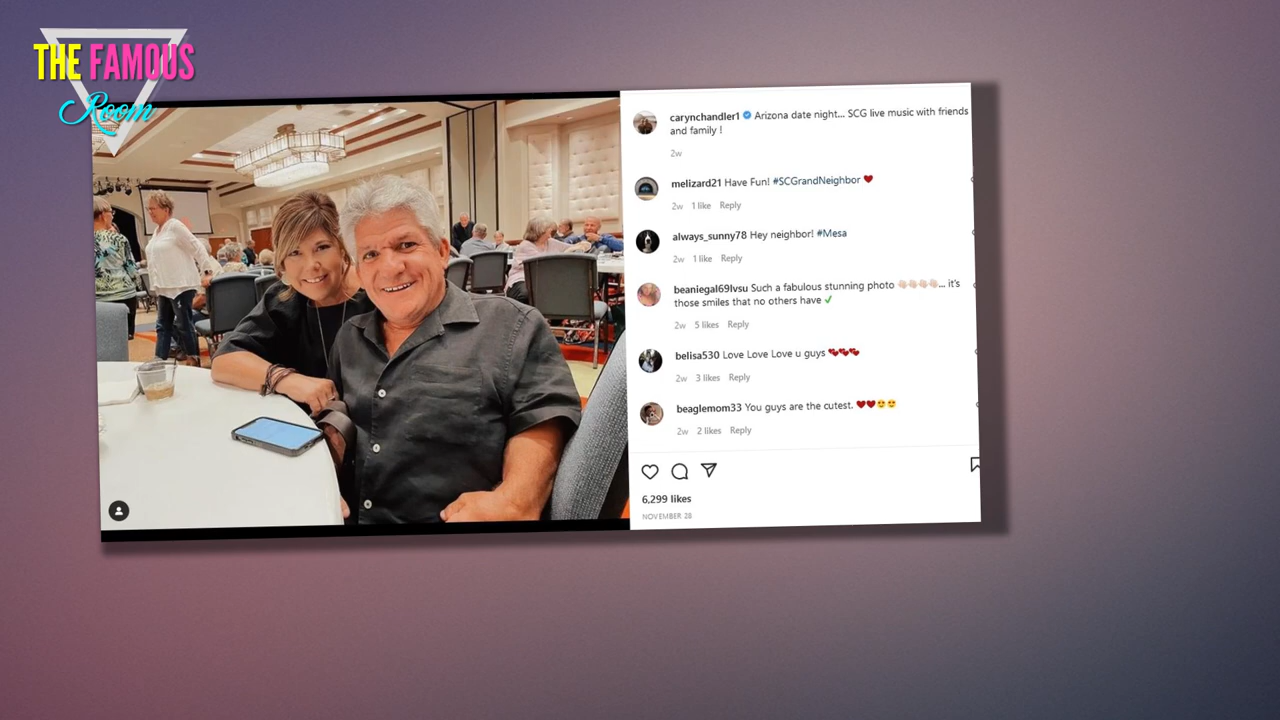 THE FAMOUS
Room
carynchandler1 Arizona date night... SCG live music with friends
and family !
2w
melizard21 Have Fun! #SCGrandNeighbor ❤️
2w 1 like Reply
always_sunny78 Hey neighbor! #Mesa
2w 1 like Reply
beaniegal69lvsu Such a fabulous stunning photo 👏🏻👏🏻👏🏻👏🏻... it's
those smiles that no others have ✔
2w 5 likes Reply
belisa530 Love Love Love u guys 💕💕💕
2w 3 likes Reply
beaglemom33 You guys are the cutest. ❤️❤️😍😍
2w 2 likes Reply
6,299 likes
NOVEMBER 28